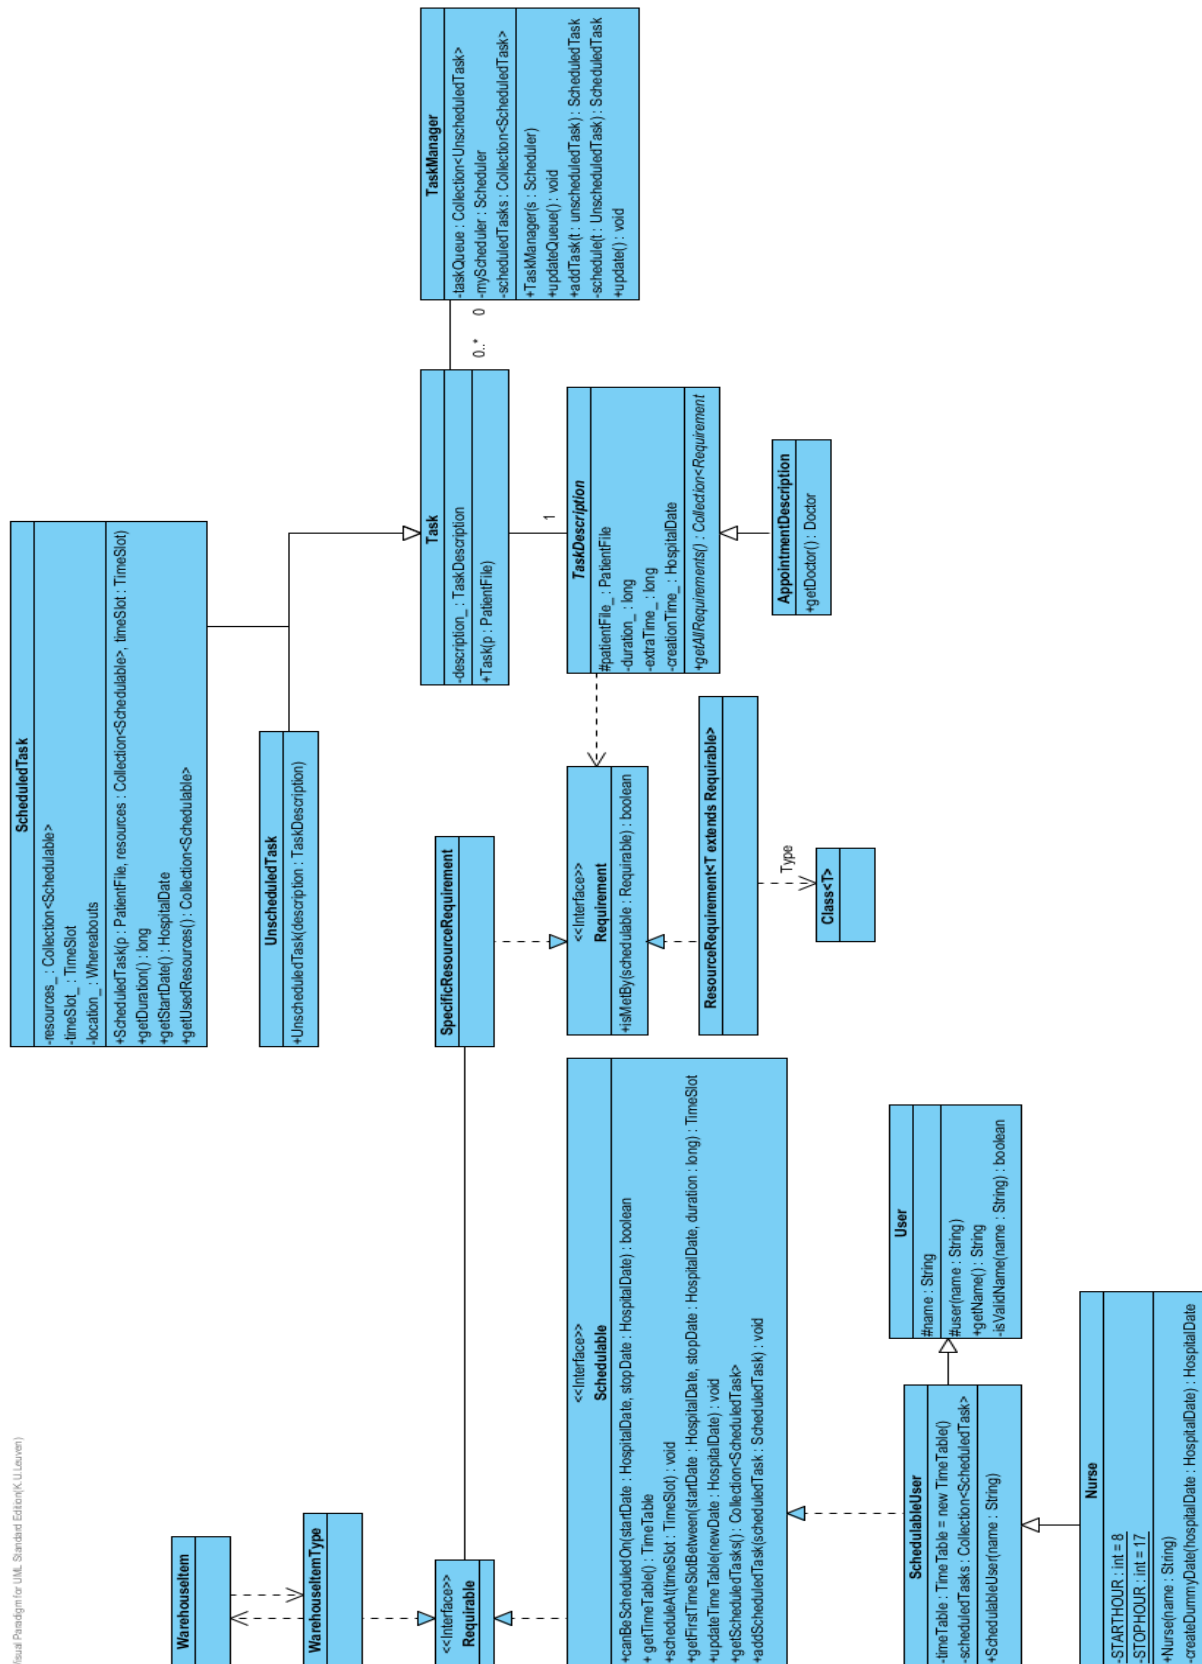 Visual Paradigm for UML Standard Edition(K.U.Leuven)
WarehouseItem
WarehouseItemType
<<Interface>>
Requirable
ScheduledTask
-resources_ : Collection<Schedulable>
-timeSlot_ : TimeSlot
-location_ : Whereabouts
+ScheduledTask(p : PatientFile, resources : Collection<Schedulable>, timeSlot : TimeSlot)
+getDuration() : long
+getStartDate() : HospitalDate
+getUsedResources() : Collection<Schedulable>
UnscheduledTask
+UnscheduledTask(description : TaskDescription)
SpecificResourceRequirement
Task
-description_ : TaskDescription
+Task(p : PatientFile)
0..*
0
TaskManager
-taskQueue : Collection<UnscheduledTask>
-myScheduler : Scheduler
-scheduledTasks : Collection<ScheduledTask>
+TaskManager(s : Scheduler)
+updateQueue() : void
+addTask(t : unscheduledTask) : ScheduledTask
-schedule(t : UnscheduledTask) : ScheduledTask
+update() : void
1
<<Interface>>
Schedulable
+canBeScheduledOn(startDate : HospitalDate, stopDate : HospitalDate) : boolean
+ getTimeTable() : TimeTable
+scheduleAt(timeSlot : TimeSlot) : void
+getFirstTimeSlotBetween(startDate : HospitalDate, stopDate : HospitalDate, duration : long) : TimeSlot
+updateTimeTable(newDate : HospitalDate) : void
+getScheduledTasks() : Collection<ScheduledTask>
+addScheduledTask(scheduledTask : ScheduledTask) : void
<<Interface>>
Requirement
+isMetBy(schedulable : Requirable) : boolean
TaskDescription
#patientFile_ : PatientFile
-duration_ : long
-extraTime_ : long
-creationTime_ : HospitalDate
+getAllRequirements() : Collection<Requirement
ResourceRequirement<T extends Requirable>
Type
Class<T>
AppointmentDescription
+getDoctor() : Doctor
SchedulableUser
-timeTable : TimeTable = new TimeTable()
-scheduledTasks : Collection<ScheduledTask>
+SchedulableUser(name : String)
User
#name : String
#user(name : String)
+getName() : String
-isValidName(name : String) : boolean
Nurse
-STARTHOUR : int = 8
-STOPHOUR : int = 17
+Nurse(name : String)
-createDummyDate(hospitalDate : HospitalDate) : HospitalDate